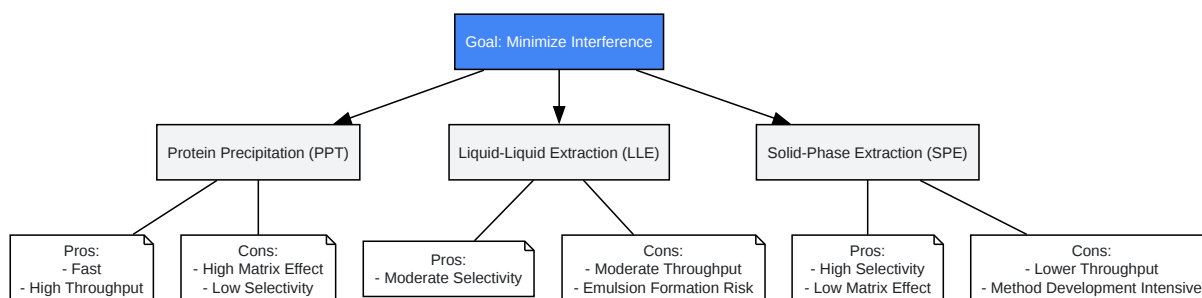 Goal: Minimize Interference
Protein Precipitation (PPT)
Liquid-Liquid Extraction (LLE)
Solid-Phase Extraction (SPE)
Pros:
- Fast
- High Throughput
Cons:
- High Matrix Effect
- Low Selectivity
Pros:
- Moderate Selectivity
Cons:
- Moderate Throughput
- Emulsion Formation Risk
Pros:
- High Selectivity
- Low Matrix Effect
Cons:
- Lower Throughput
- Method Development Intensive